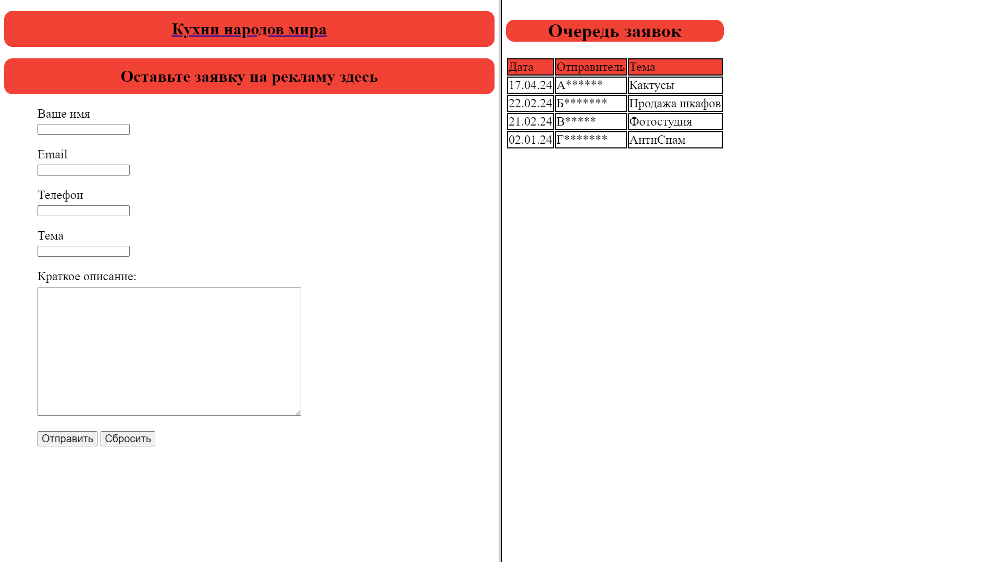 Кухни народов мира
Оставьте заявку на рекламу здесь
Ваше имя
Email
Телефон
Тема
Краткое описание:
Отправить Сбросить
Очередь заявок
Дата Отправитель Тема
17.04.24 А****** Кактусы
22.02.24 Б******* Продажа шкафов
21.02.24 В***** Фотостудия
02.01.24 Г******* АнтиСпам